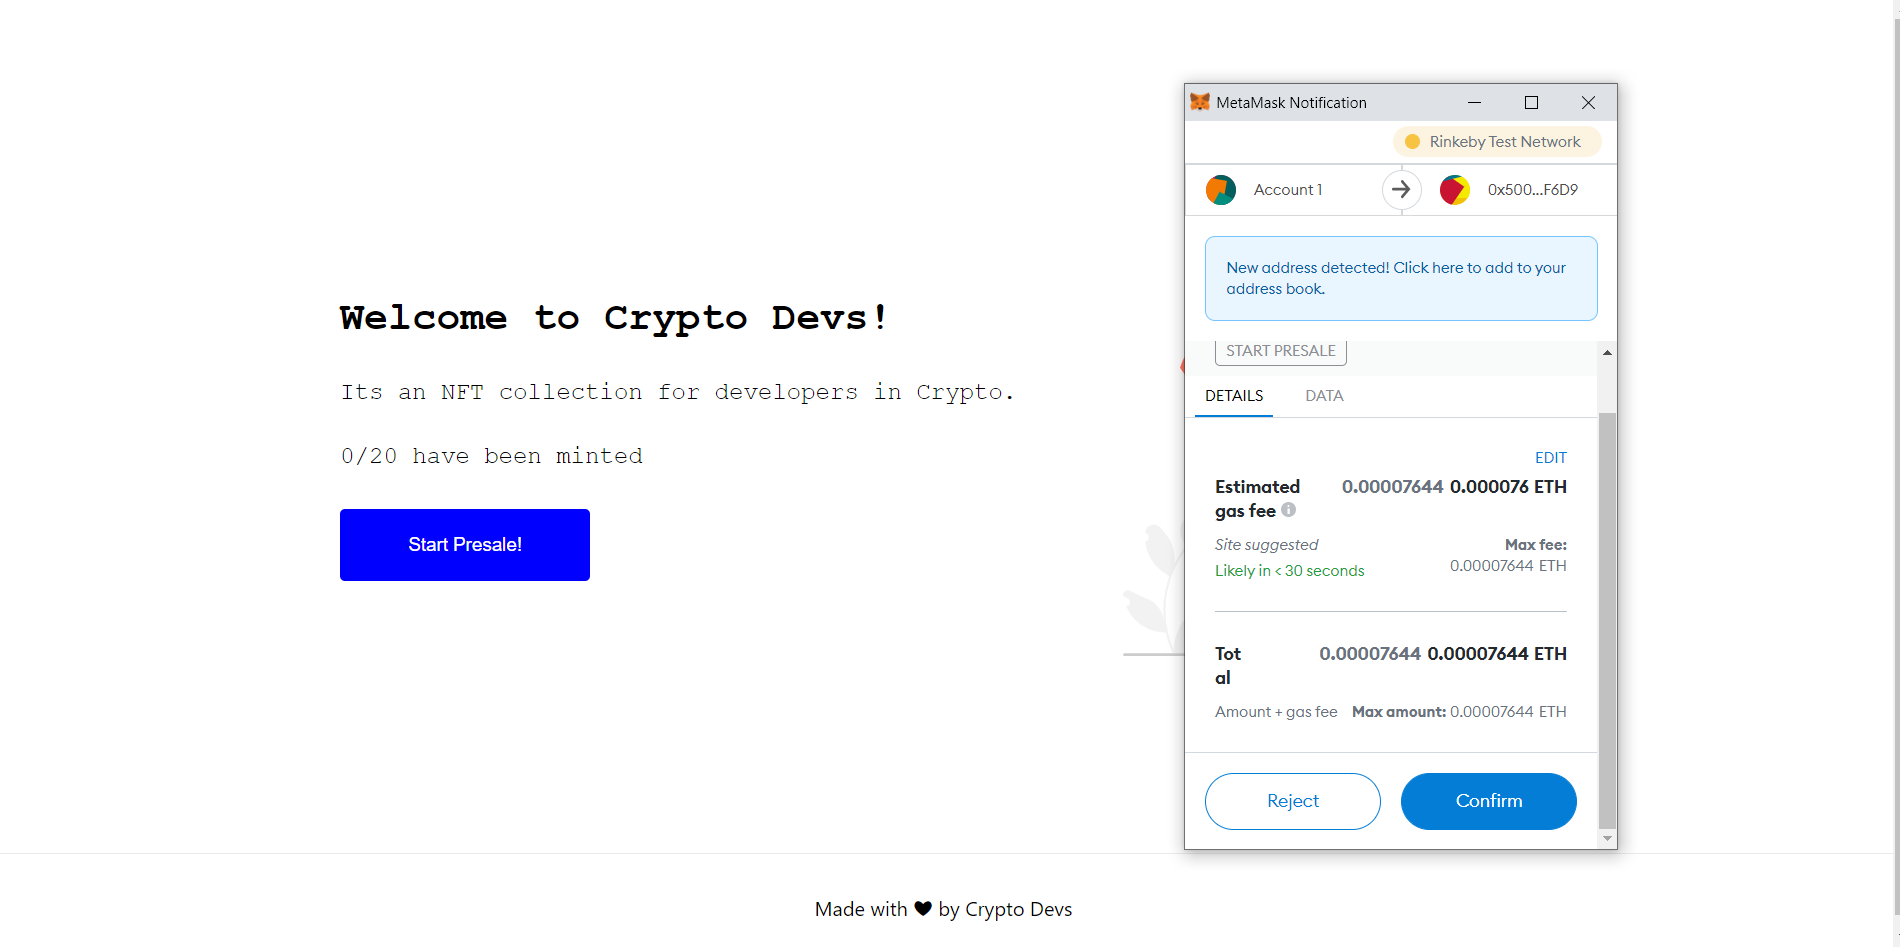 Welcome to Crypto Devs!
Its an NFT collection for developers in Crypto.
0/20 have been minted
Start Presale!
MetaMask Notification
Rinkeby Test Network
Account 1
0x500...F6D9
New address detected! Click here to add to your
address book.
START PRESALE
DETAILS
DATA
EDIT
Estimated 0.00007644 0.000076 ETH
gas fee
Site suggested Max fee:
Likely in < 30 seconds 0.00007644 ETH
Tot 0.00007644 0.00007644 ETH
al
Amount + gas fee Max amount: 0.00007644 ETH
Reject
Confirm
Made with ♥ by Crypto Devs